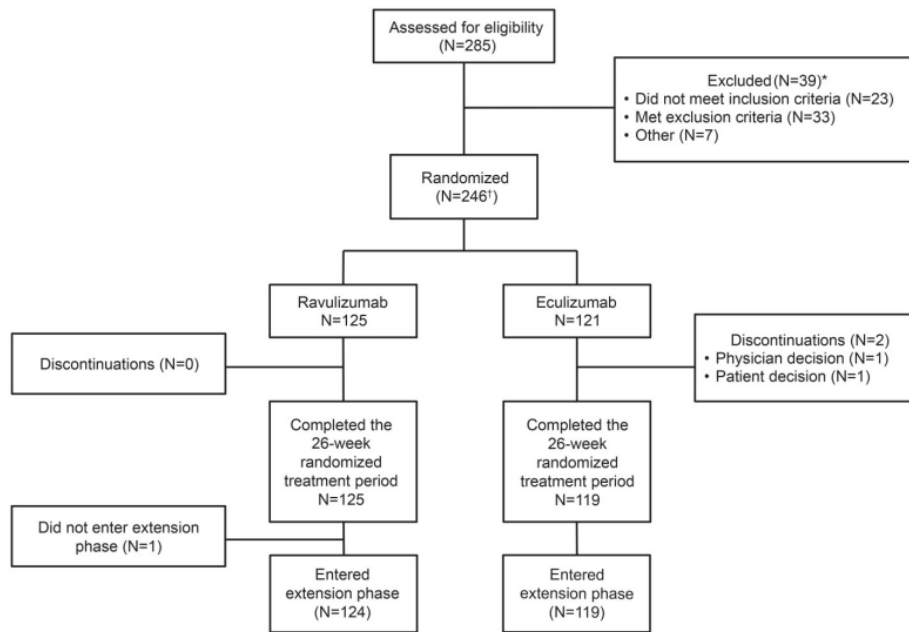 Assessed for eligibility
(N=285)
Excluded (N=39)*
• Did not meet inclusion criteria (N=23)
• Met exclusion criteria (N=33)
• Other (N=7)
Randomized
(N=246†)
Ravulizumab
N=125
Eculizumab
N=121
Discontinuations (N=0)
Discontinuations (N=2)
• Physician decision (N=1)
• Patient decision (N=1)
Completed the
26-week
randomized
treatment period
N=125
Completed the
26-week
randomized
treatment period
N=119
Did not enter extension
phase (N=1)
Entered
extension phase
(N=124)
Entered
extension phase
(N=119)